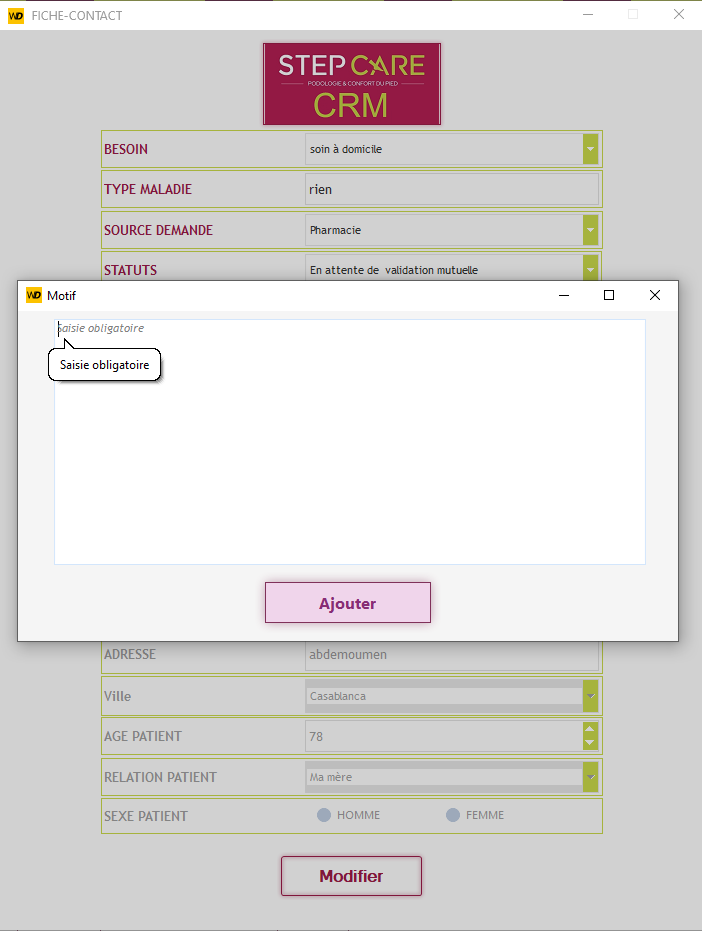 WD FICHE-CONTACT
STEP CARE
PODOLOGIE & CONFORT DU PIED
CRM
BESOIN soin à domicile
TYPE MALADIE rien
SOURCE DEMANDE Pharmacie
STATUTS En attente de validation mutuelle
WD Motif
Saisie obligatoire
Saisie obligatoire
Ajouter
ADRESSE abdemoumen
Ville Casablanca
AGE PATIENT 78
RELATION PATIENT Ma mère
SEXE PATIENT HOMME FEMME
Modifier